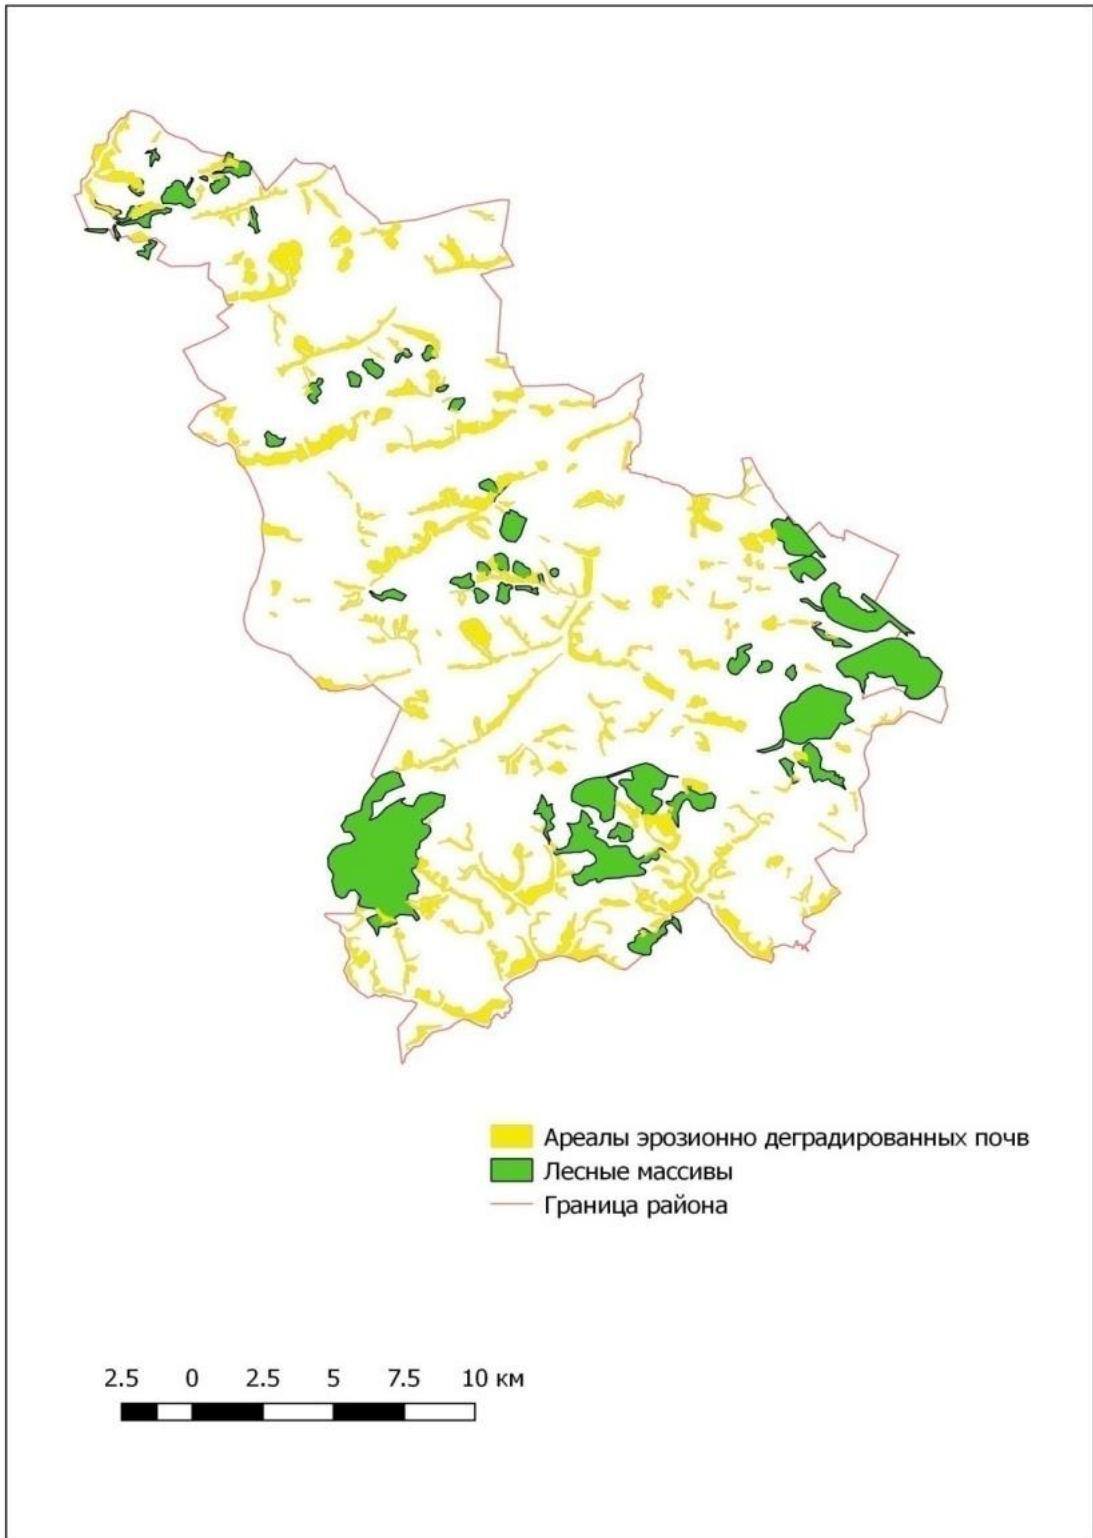 Ареалы эрозионно деградированных почв
Лесные массивы
Граница района
2.5 0 2.5 5 7.5 10 км